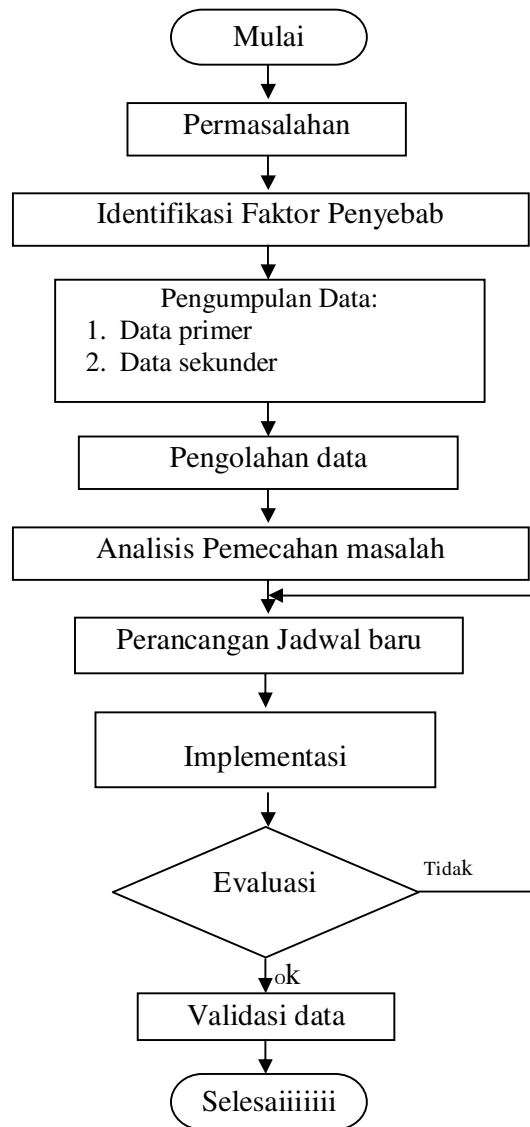 Mulai
Permasalahan
Identifikasi Faktor Penyebab
Pengumpulan Data:
1. Data primer
2. Data sekunder
Pengolahan data
Analisis Pemecahan masalah
Perancangan Jadwal baru
Implementasi
Evaluasi
Tidak
ok
Validasi data
Selesaiiiiiii